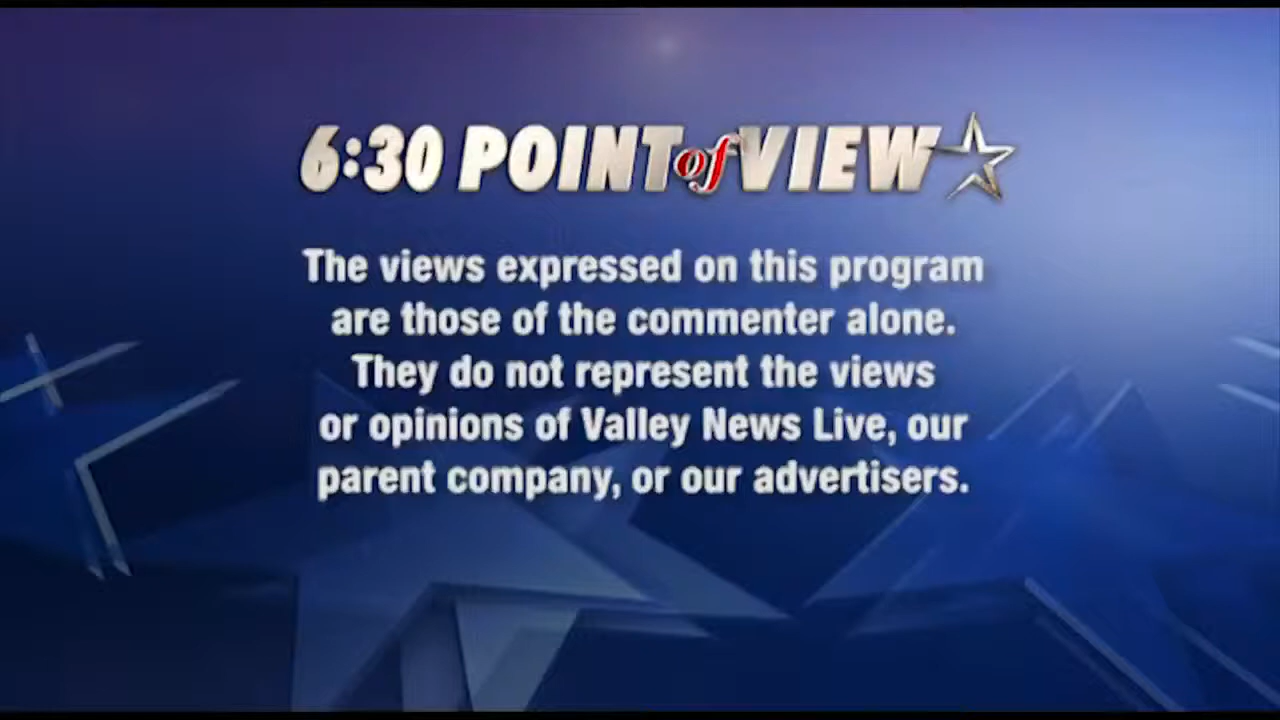 6:30 POINT of VIEW
The views expressed on this program
are those of the commenter alone.
They do not represent the views
or opinions of Valley News Live, our
parent company, or our advertisers.